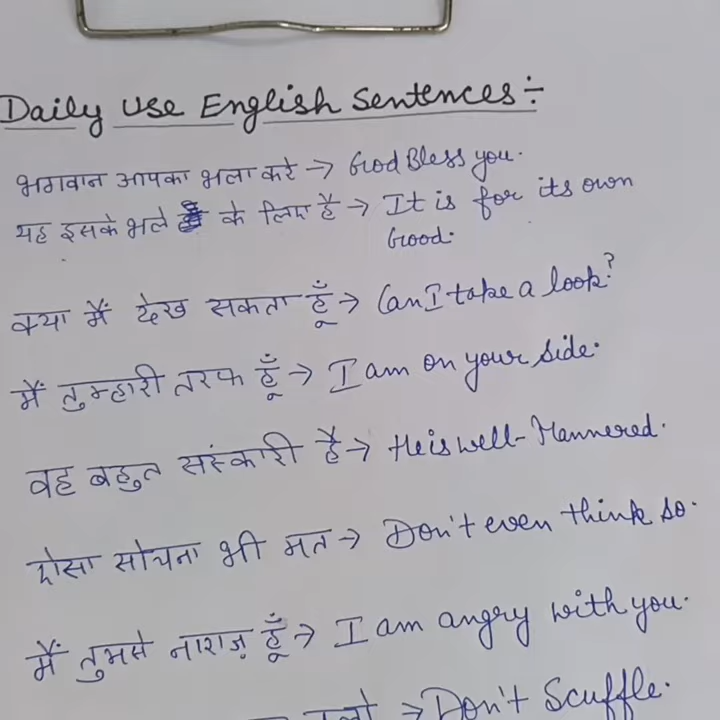 Daily Use English Sentences ÷
भगवान आपका भला करे → God Bless you.
यह इसके भले के लिए है → It is for its own
Good.
क्या मैं देख सकता हूँ → Can I take a look?
मैं तुम्हारी तरफ हूँ → I am on your side.
वह बहुत संस्कारी है → He is well-Mannered.
ऐसा सोचना भी मत → Don't even think so.
मैं तुमसे नाराज़ हूँ → I am angry with you.
→ Don't Scuffle.